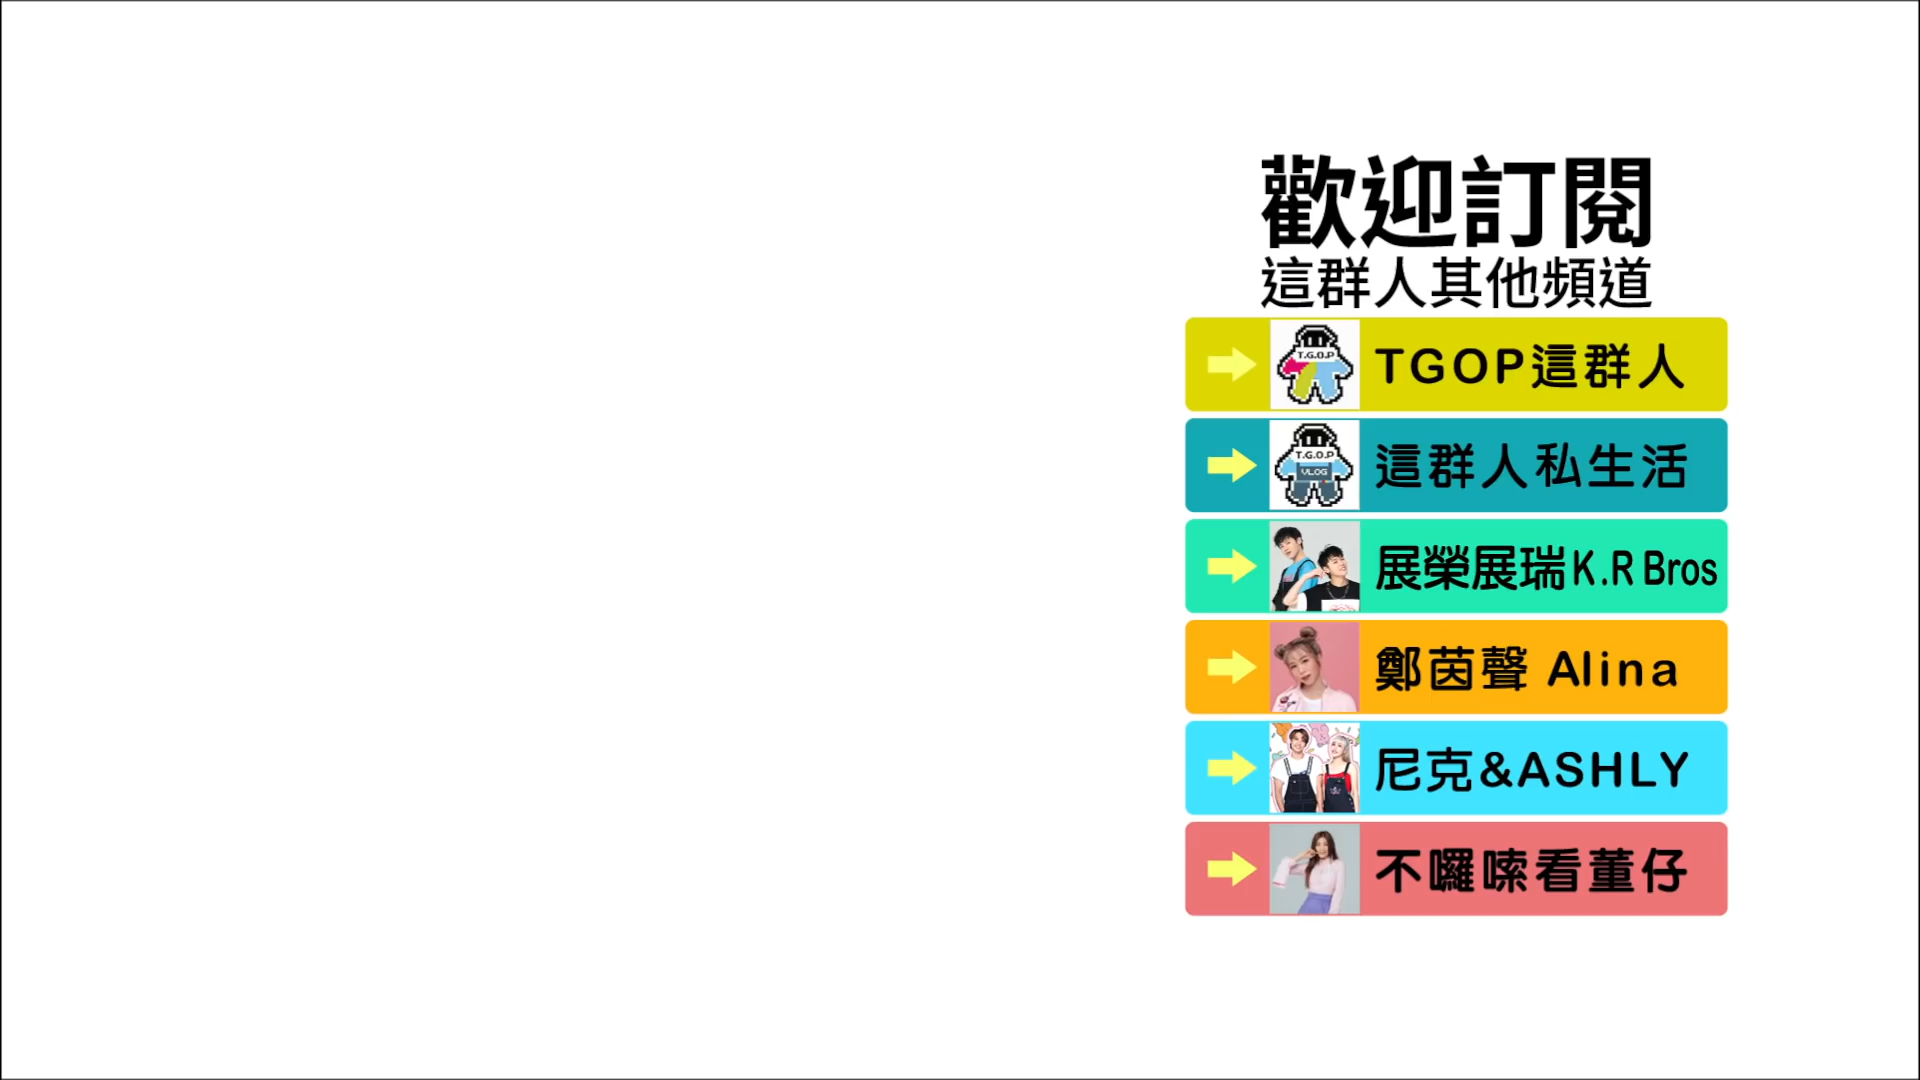 歡迎訂閱
這群人其他頻道
T.G.O.P
TGOP這群人
T.G.O.P
VLOG
這群人私生活
展榮展瑞K.R Bros
鄭茵聲 Alina
尼克&ASHLY
不囉嗦看董仔